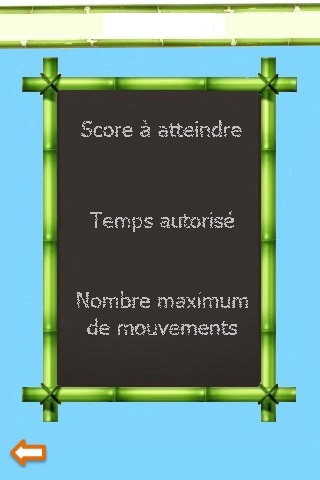 Score à atteindre
Temps autorisé
Nombre maximum
de mouvements